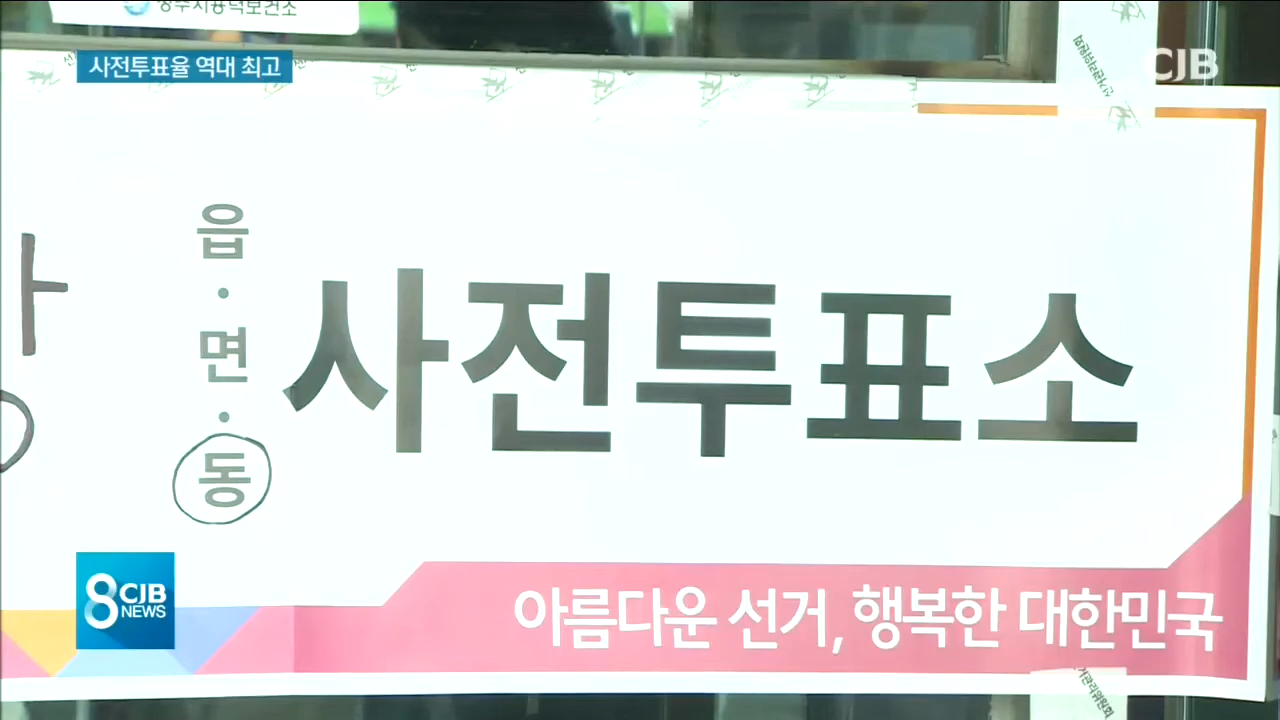 사전투표율 역대 최고
CJB
읍·면·동
사전투표소
아름다운 선거, 행복한 대한민국
8 CJB
NEWS